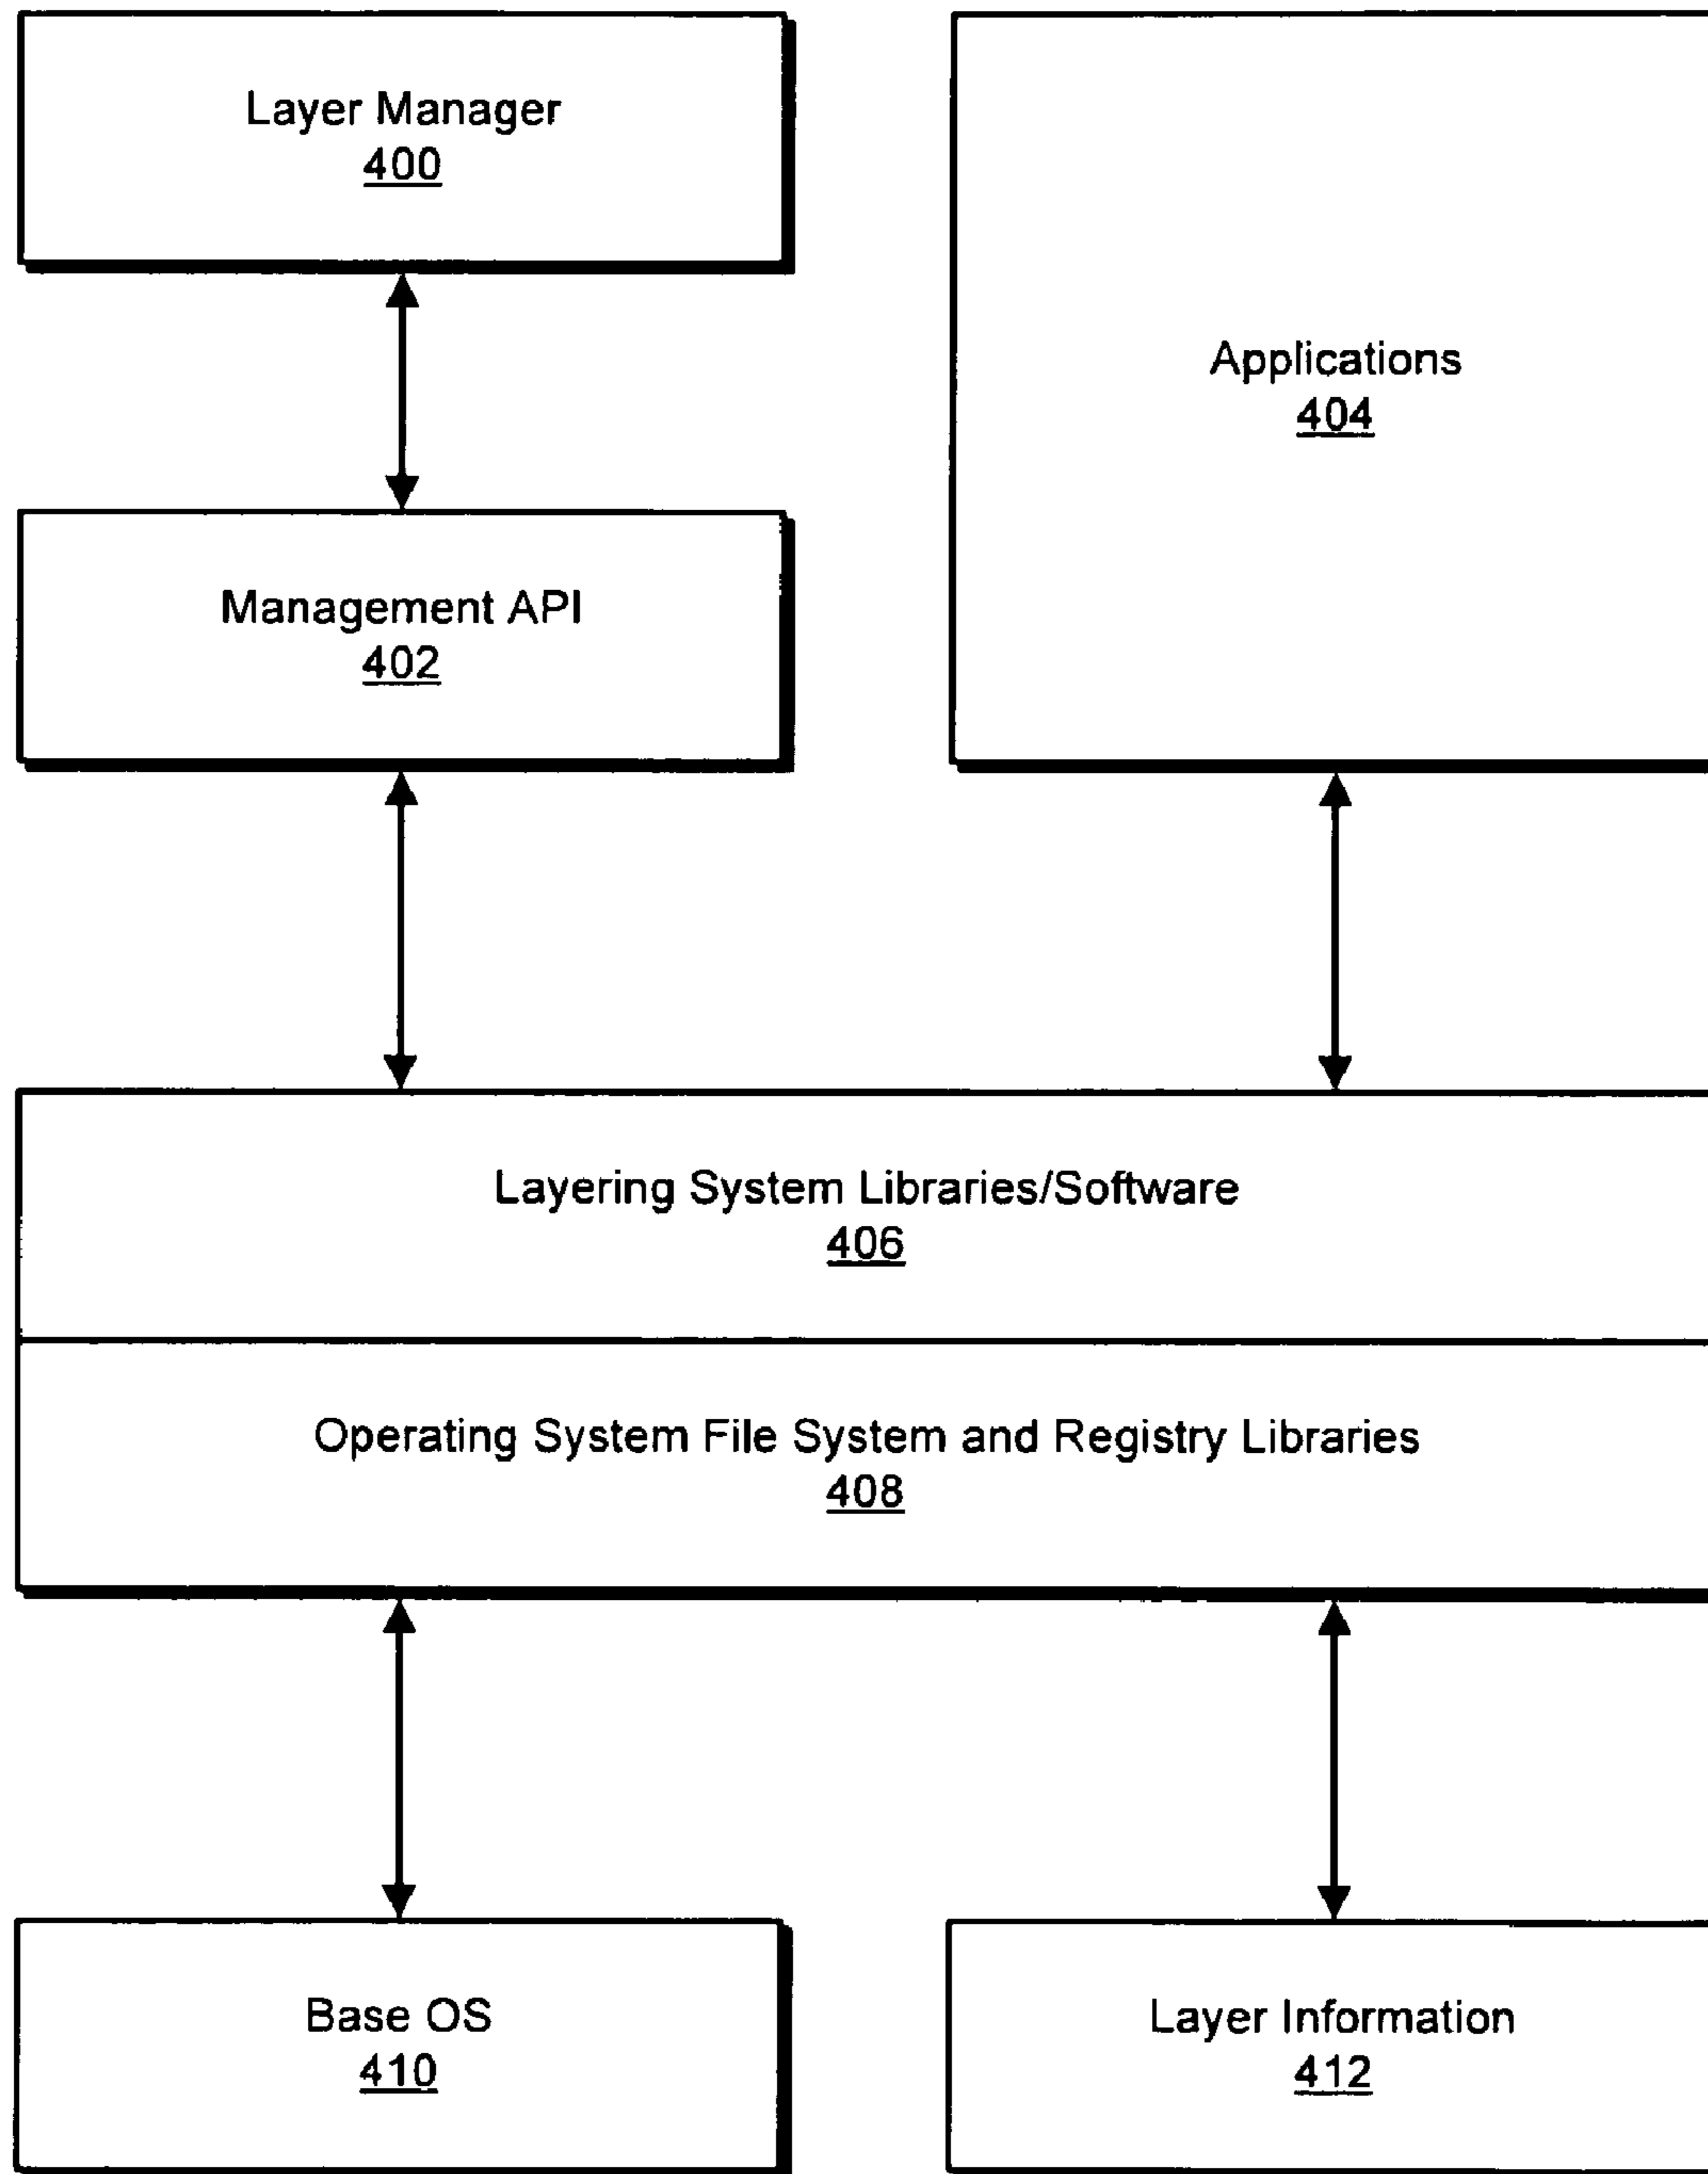 Layer Manager
400
Applications
404
Management API
402
Layering System Libraries/Software
406
Operating System File System and Registry Libraries
408
Base OS
410
Layer Information
412